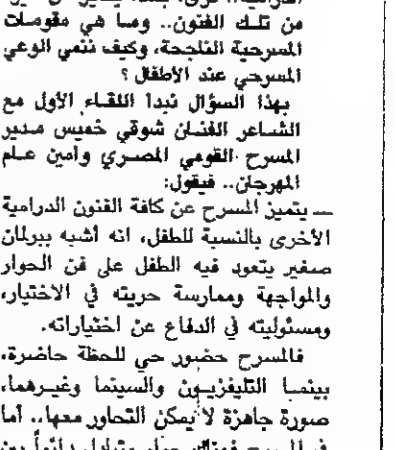 من تلك الفنون.. وما هي مقومات
المسرحية الناجحة، وكيف ننمي الوعي
المسرحي عند الأطفال ؟
بهذا السؤال نبدأ اللقاء الأول مع
الشاعر الفنان شوقي خميس مدير
المسرح القومي المصري وأمين عام
المهرجان.. فيقول:
ــ يتميز المسرح عن كافة الفنون الدرامية
الأخرى بالنسبة للطفل، انه أشبه ببرلمان
صغير يتعود فيه الطفل على فن الحوار
والمواجهة وممارسة حريته في الاختيار،
ومسئوليته في الدفاع عن اختياراته.
فالمسرح حضور حي للحظة حاضرة،
بينما التليفزيون والسينما وغيرهما،
صورة جاهزة لا يمكن التحاور معها.. أما